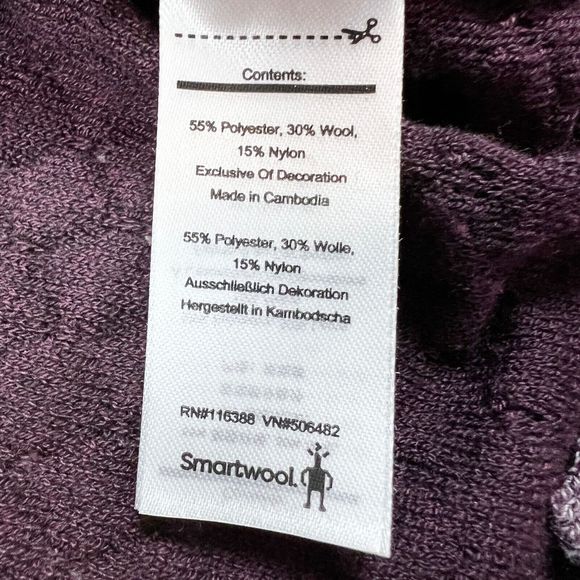 Contents:
55% Polyester, 30% Wool,
15% Nylon
Exclusive Of Decoration
Made in Cambodia
55% Polyester, 30% Wolle,
15% Nylon
Ausschließlich Dekoration
Hergestellt in Kambodscha
RN#116388 VN#506482
Smartwool